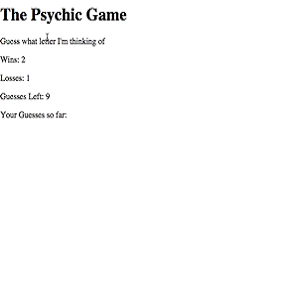 The Psychic Game
Guess what letter I'm thinking of
Wins: 2
Losses: 1
Guesses Left: 9
Your Guesses so far: